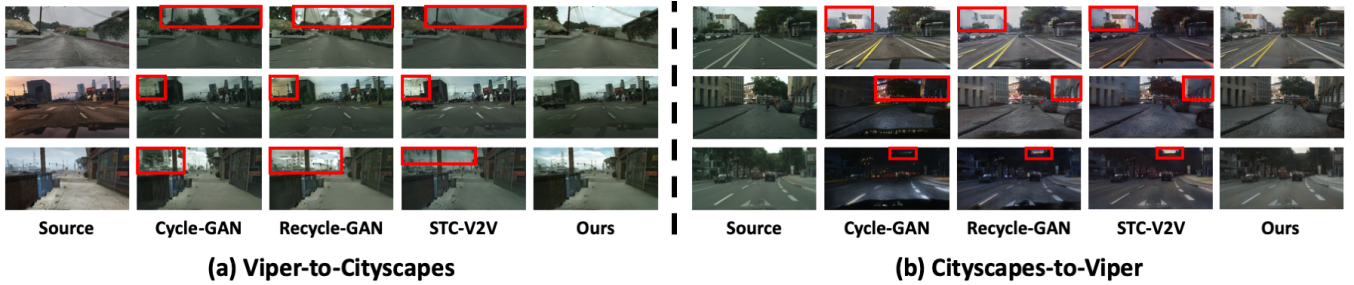 Source Cycle-GAN Recycle-GAN STC-V2V Ours Source Cycle-GAN Recycle-GAN STC-V2V Ours
(a) Viper-to-Cityscapes (b) Cityscapes-to-Viper